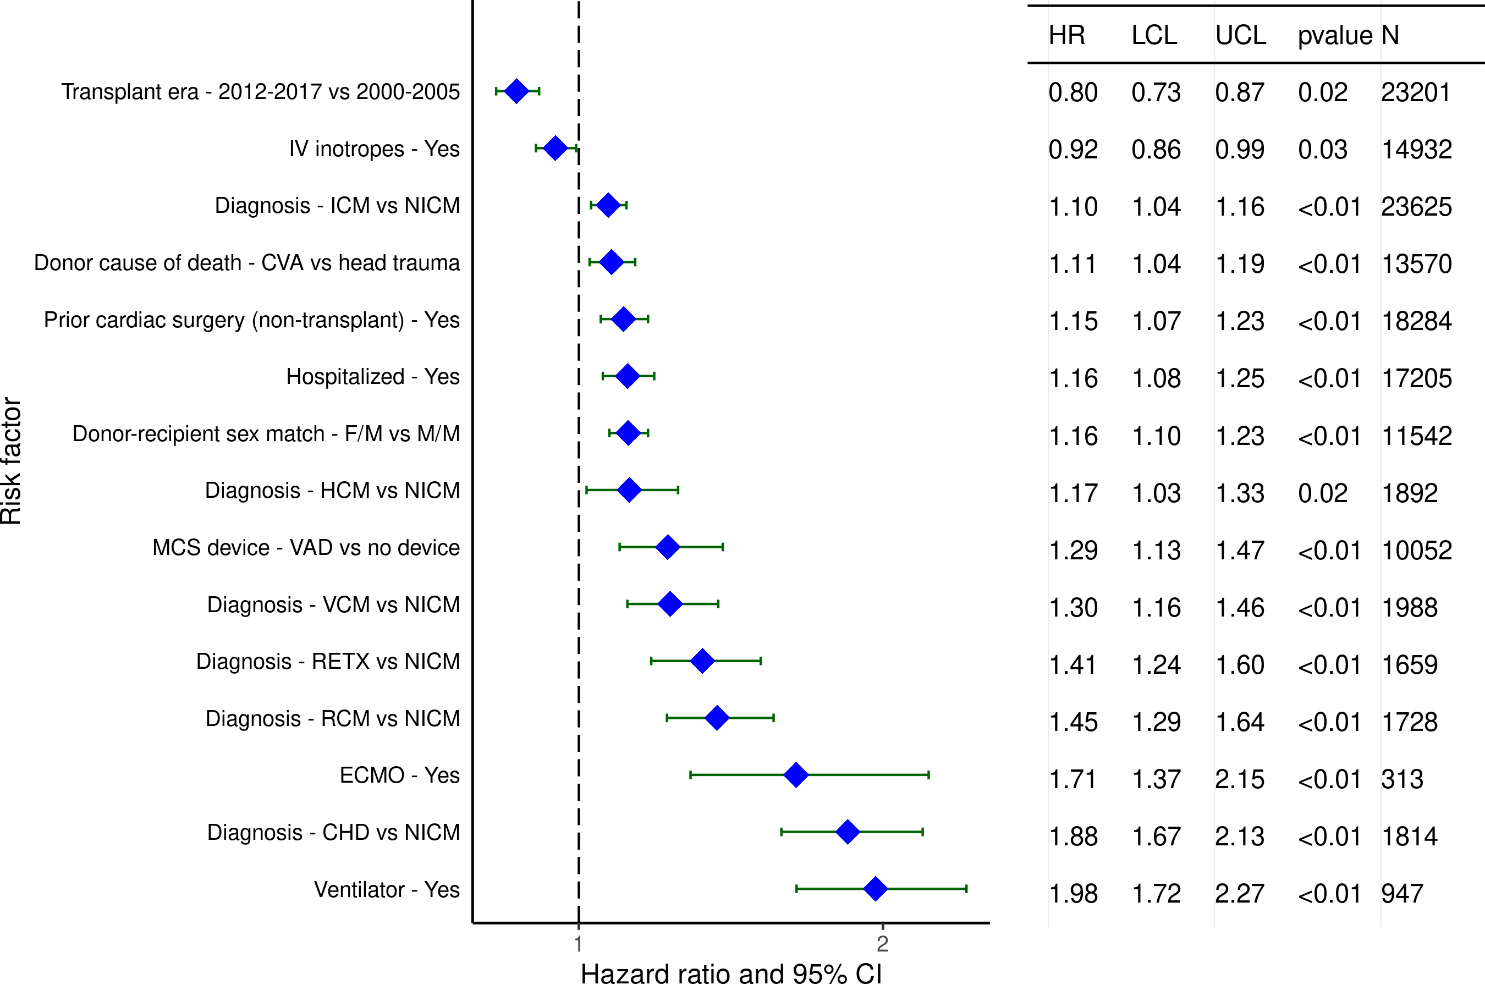 HR LCL UCL pvalue N
Transplant era - 2012-2017 vs 2000-2005 0.80 0.73 0.87 0.02 23201
IV inotropes - Yes 0.92 0.86 0.99 0.03 14932
Diagnosis - ICM vs NICM 1.10 1.04 1.16 <0.01 23625
Donor cause of death - CVA vs head trauma 1.11 1.04 1.19 <0.01 13570
Prior cardiac surgery (non-transplant) - Yes 1.15 1.07 1.23 <0.01 18284
Hospitalized - Yes 1.16 1.08 1.25 <0.01 17205
Donor-recipient sex match - F/M vs M/M 1.16 1.10 1.23 <0.01 11542
Diagnosis - HCM vs NICM 1.17 1.03 1.33 0.02 1892
MCS device - VAD vs no device 1.29 1.13 1.47 <0.01 10052
Diagnosis - VCM vs NICM 1.30 1.16 1.46 <0.01 1988
Diagnosis - RETX vs NICM 1.41 1.24 1.60 <0.01 1659
Diagnosis - RCM vs NICM 1.45 1.29 1.64 <0.01 1728
ECMO - Yes 1.71 1.37 2.15 <0.01 313
Diagnosis - CHD vs NICM 1.88 1.67 2.13 <0.01 1814
Ventilator - Yes 1.98 1.72 2.27 <0.01 947
Risk factor
1 2
Hazard ratio and 95% CI